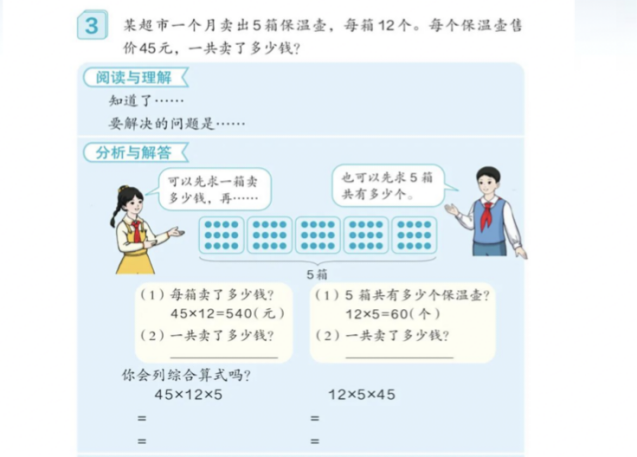 3 某超市一个月卖出5箱保温壶，每箱12个。每个保温壶售
价45元，一共卖了多少钱？
阅读与理解
知道了……
要解决的问题是……
分析与解答
可以先求一箱卖
多少钱，再……
也可以先求5箱
共有多少个。
5箱
（1）每箱卖了多少钱？
45×12=540（元）
（2）一共卖了多少钱？
（1）5箱共有多少个保温壶？
12×5=60（个）
（2）一共卖了多少钱？
你会列综合算式吗？
45×12×5
=
=
12×5×45
=
=